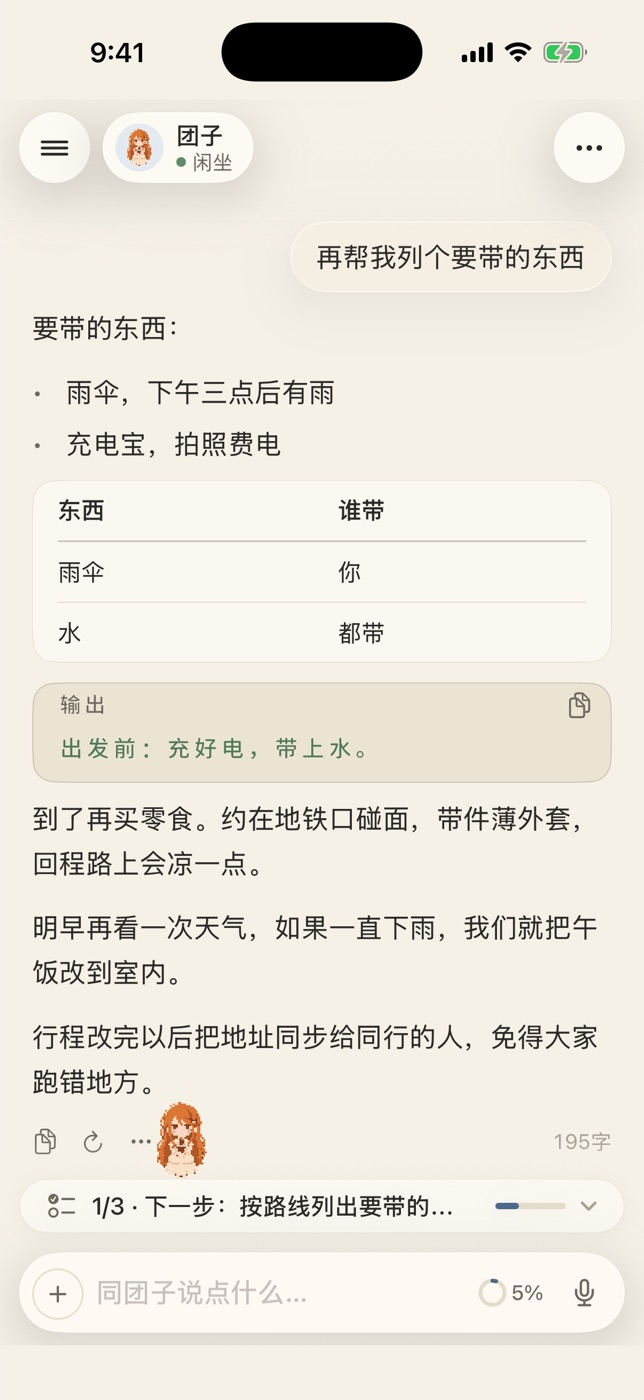 9:41
团子
闲坐
再帮我列个要带的东西
要带的东西：
• 雨伞，下午三点后有雨
• 充电宝，拍照费电
东西 谁带
雨伞 你
水 都带
输出
出发前：充好电，带上水。
到了再买零食。约在地铁口碰面，带件薄外套，
回程路上会凉一点。
明早再看一次天气，如果一直下雨，我们就把午
饭改到室内。
行程改完以后把地址同步给同行的人，免得大家
跑错地方。
195字
1/3 · 下一步：按路线列出要带的…
同团子说点什么...
5%